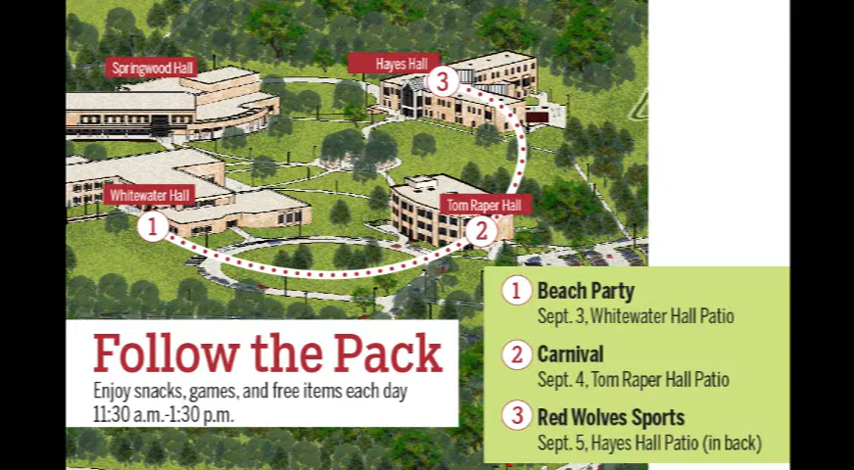 Springwood Hall
Hayes Hall
3
Whitewater Hall
1
Tom Raper Hall
2
Follow the Pack
Enjoy snacks, games, and free items each day
11:30 a.m.-1:30 p.m.
1 Beach Party
Sept. 3, Whitewater Hall Patio
2 Carnival
Sept. 4, Tom Raper Hall Patio
3 Red Wolves Sports
Sept. 5, Hayes Hall Patio (in back)